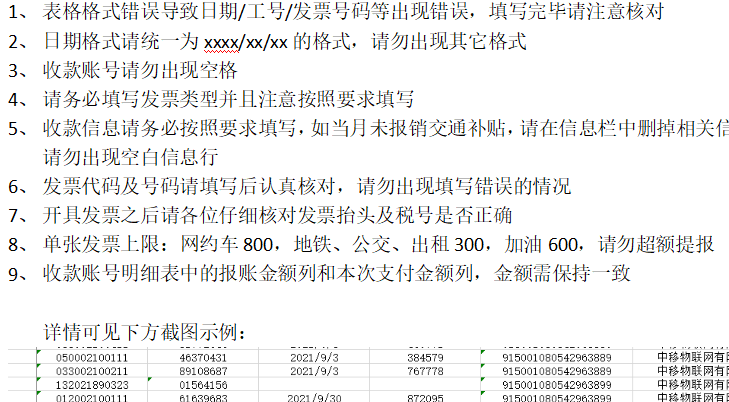 1、 表格格式错误导致日期/工号/发票号码等出现错误，填写完毕请注意核对
2、 日期格式请统一为 xxxx/xx/xx 的格式，请勿出现其它格式
3、 收款账号请勿出现空格
4、 请务必填写发票类型并且注意按照要求填写
5、 收款信息请务必按照要求填写，如当月未报销交通补贴，请在信息栏中删掉相关信
请勿出现空白信息行
6、 发票代码及号码请填写后认真核对，请勿出现填写错误的情况
7、 开具发票之后请各位仔细核对发票抬头及税号是否正确
8、 单张发票上限：网约车 800，地铁、公交、出租 300，加油 600，请勿超额提报
9、 收款账号明细表中的报账金额列和本次支付金额列，金额需保持一致
详情可见下方截图示例：
050002100111 46370431 2021/9/3 384579 915001080542963889 中移物联网有
033002100211 89108687 2021/9/3 767778 915001080542963889 中移物联网有
132021890323 01564156 915001080542963899 中移物联网有
012002100111 61639683 2021/9/30 872095 915001080542963889 中移物联网有